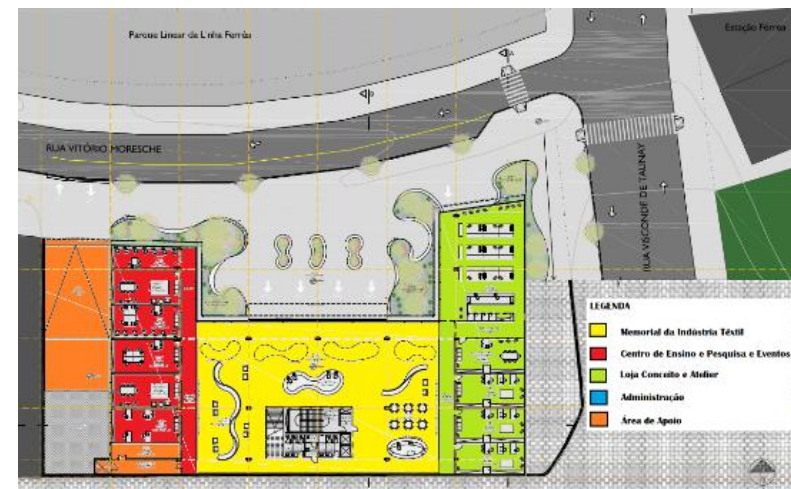 Parque Linear da Linha Férréa
Estação Férrea
RUA VITÓRIO MORESCHE
RUA VISCONDE DE TAUNAY
LEGENDA
Memorial da Indústria Têxtil
Centro de Ensino e Pesquisa e Eventos
Loja Conceito e Atelier
Administração
Área de Apoio